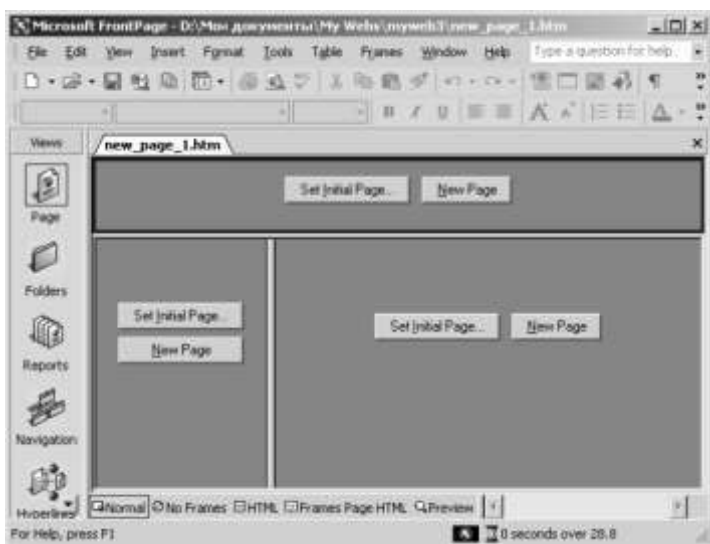 Microsoft FrontPage - D:\Мои документы\My Webs\myweb3\new_page_1.htm
File Edit View Insert Format Tools Table Frames Window Help Type a question for help
Views
new_page_1.htm
Set Initial Page... New Page
Page
Folders
Set Initial Page...
New Page
Set Initial Page... New Page
Reports
Navigation
Hyperlinks
Normal No Frames HTML Frames Page HTML Preview
For Help, press F1
0 seconds over 28.8